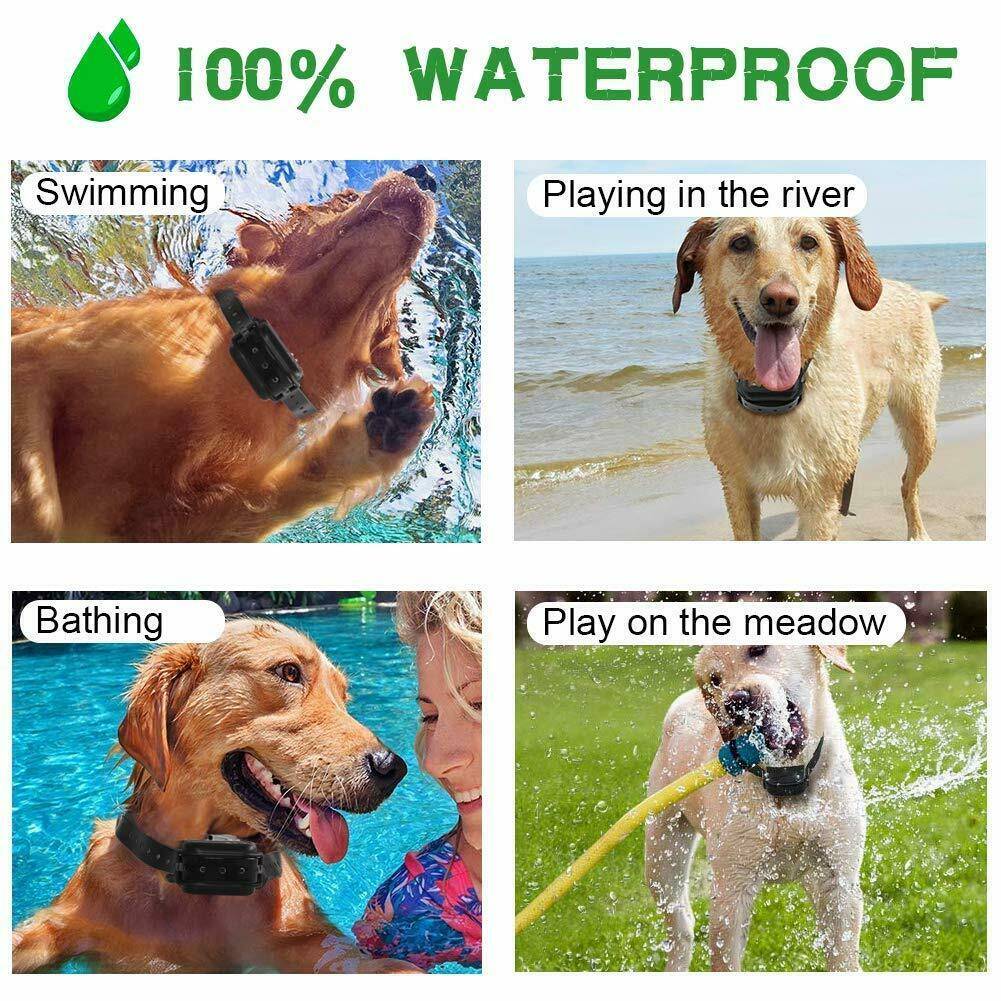 100% WATERPROOF
Swimming
Playing in the river
Bathing
Play on the meadow